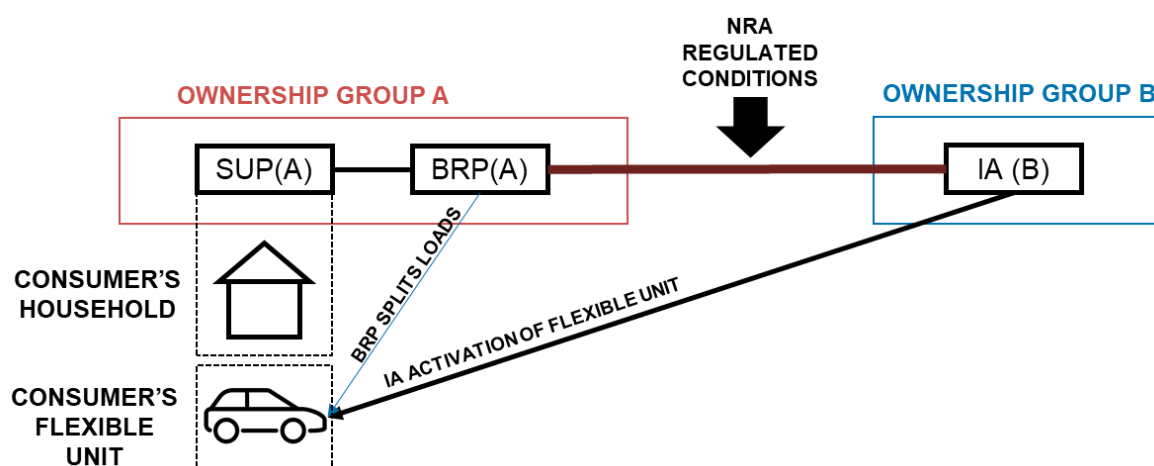 NRA
REGULATED
CONDITIONS
OWNERSHIP GROUP A
OWNERSHIP GROUP B
SUP(A)
BRP(A)
IA (B)
CONSUMER'S
HOUSEHOLD
BRP SPLITS LOADS
IA ACTIVATION OF FLEXIBLE UNIT
CONSUMER'S
FLEXIBLE
UNIT